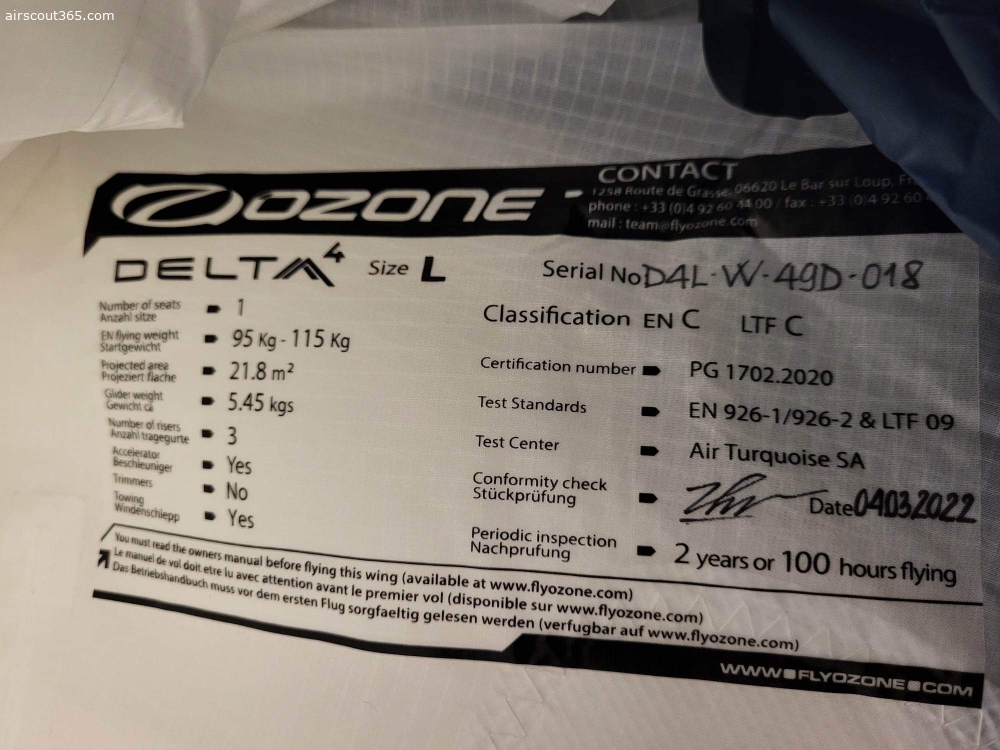 airscout365.com
OZONE
CONTACT
1258 Route de Grasse, 06620 Le Bar sur Loup,
phone : +33 (0)4 92 60 44 00 / fax : +33 (0)4 92 60
mail : team@flyozone.com
DELTA 4 Size L
Serial No D4L-W-49D-018
Number of seats
Anzahl sitze
1
EN flying weight
Startgewicht
95 Kg - 115 Kg
Projected area
Projeziert flache
21.8 m²
Glider weight
Gewicht ca
5.45 kgs
Number of risers
Anzahl tragegurte
3
Accelerator
Beschleuniger
Yes
Trimmers
No
Towing
Windenschlepp
Yes
Classification EN C LTF C
Certification number PG 1702.2020
Test Standards EN 926-1/926-2 & LTF 09
Test Center Air Turquoise SA
Conformity check
Stückprüfung
Date 04032022
Periodic inspection
Nachprufung
2 years or 100 hours flying
You must read the owners manual before flying this wing (available at www.flyozone.com)
Le manuel de vol doit etre lu avec attention avant le premier vol (disponible sur www.flyozone.com)
Das Betriebshandbuch muss vor dem ersten Flug sorgfaeltig gelesen werden (verfugbar auf www.flyozone.com)
WWW.FLYOZONE.COM